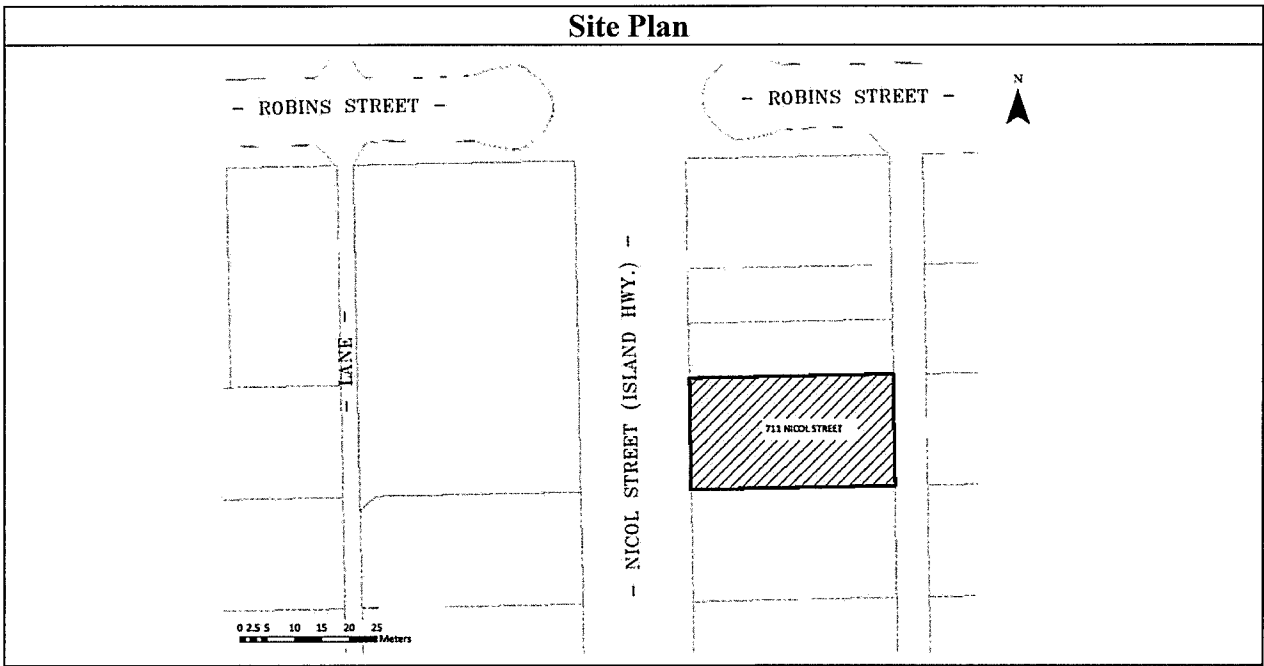 Site Plan
- ROBINS STREET -
- ROBINS STREET -
N
- LANE -
- NICOL STREET (ISLAND HWY.) -
711 NICOL STREET
0 2.5 5 10 15 20 25
Meters